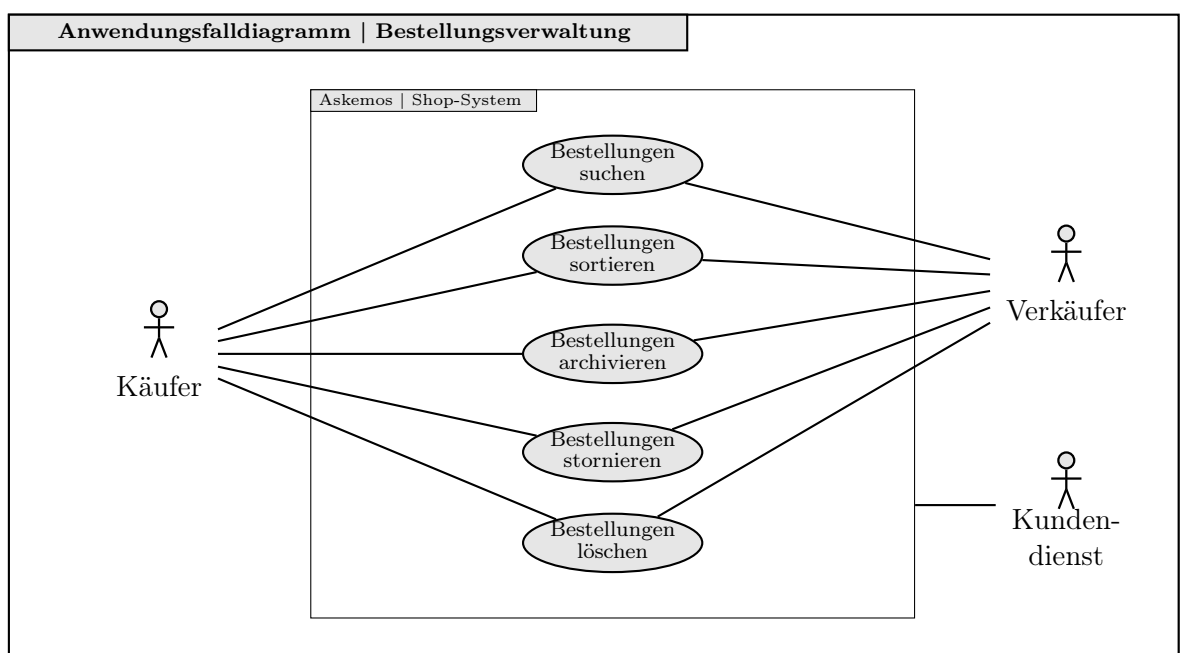 Anwendungsfalldiagramm | Bestellungsverwaltung
Askemos | Shop-System
Bestellungen
suchen
Bestellungen
sortieren
Verkäufer
Bestellungen
archivieren
Käufer
Bestellungen
stornieren
Kunden-
dienst
Bestellungen
löschen